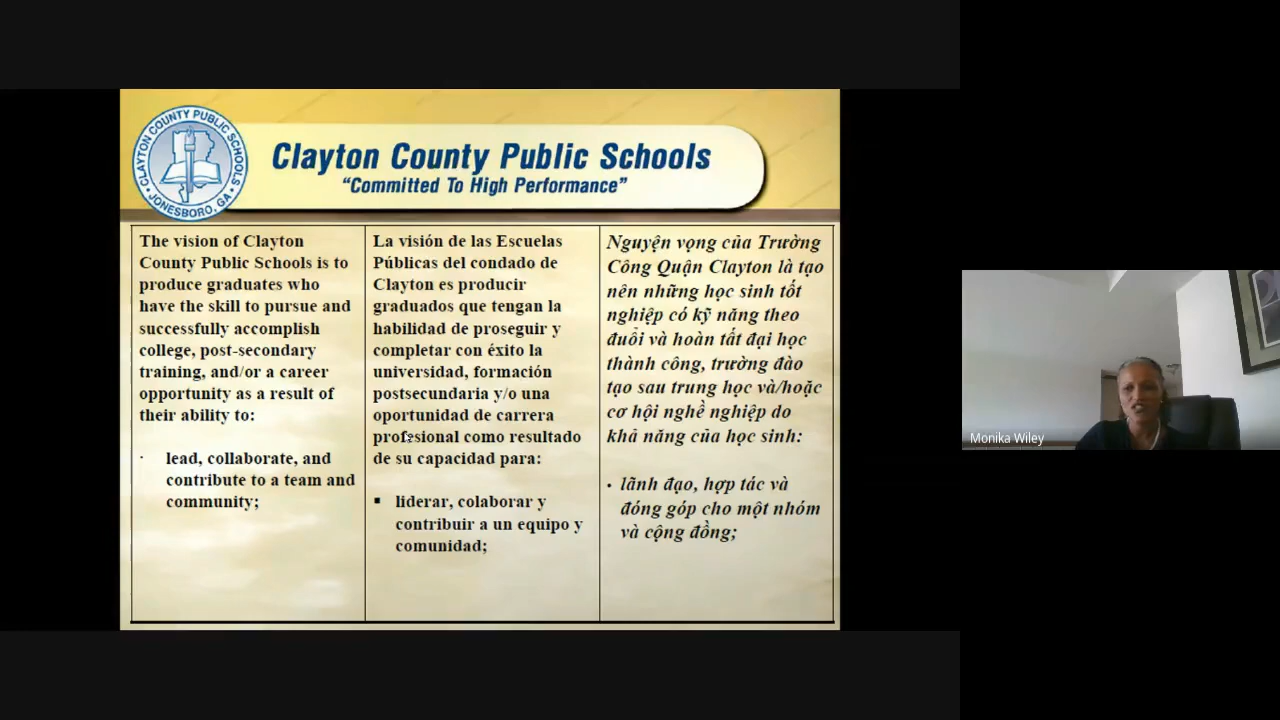 CLAYTON COUNTY PUBLIC SCHOOLS
JONESBORO, GA.
Clayton County Public Schools
“Committed To High Performance”
The vision of Clayton
County Public Schools is to
produce graduates who
have the skill to pursue and
successfully accomplish
college, post-secondary
training, and/or a career
opportunity as a result of
their ability to:
· lead, collaborate, and
contribute to a team and
community;
La visión de las Escuelas
Públicas del condado de
Clayton es producir
graduados que tengan la
habilidad de proseguir y
completar con éxito la
universidad, formación
postsecundaria y/o una
oportunidad de carrera
profesional como resultado
de su capacidad para:
▪ liderar, colaborar y
contribuir a un equipo y
comunidad;
Nguyện vọng của Trường
Công Quận Clayton là tạo
nên những học sinh tốt
nghiệp có kỹ năng theo
đuổi và hoàn tất đại học
thành công, trường đào
tạo sau trung học và/hoặc
cơ hội nghề nghiệp do
khả năng của học sinh:
• lãnh đạo, hợp tác và
đóng góp cho một nhóm
và cộng đồng;
Monika Wiley